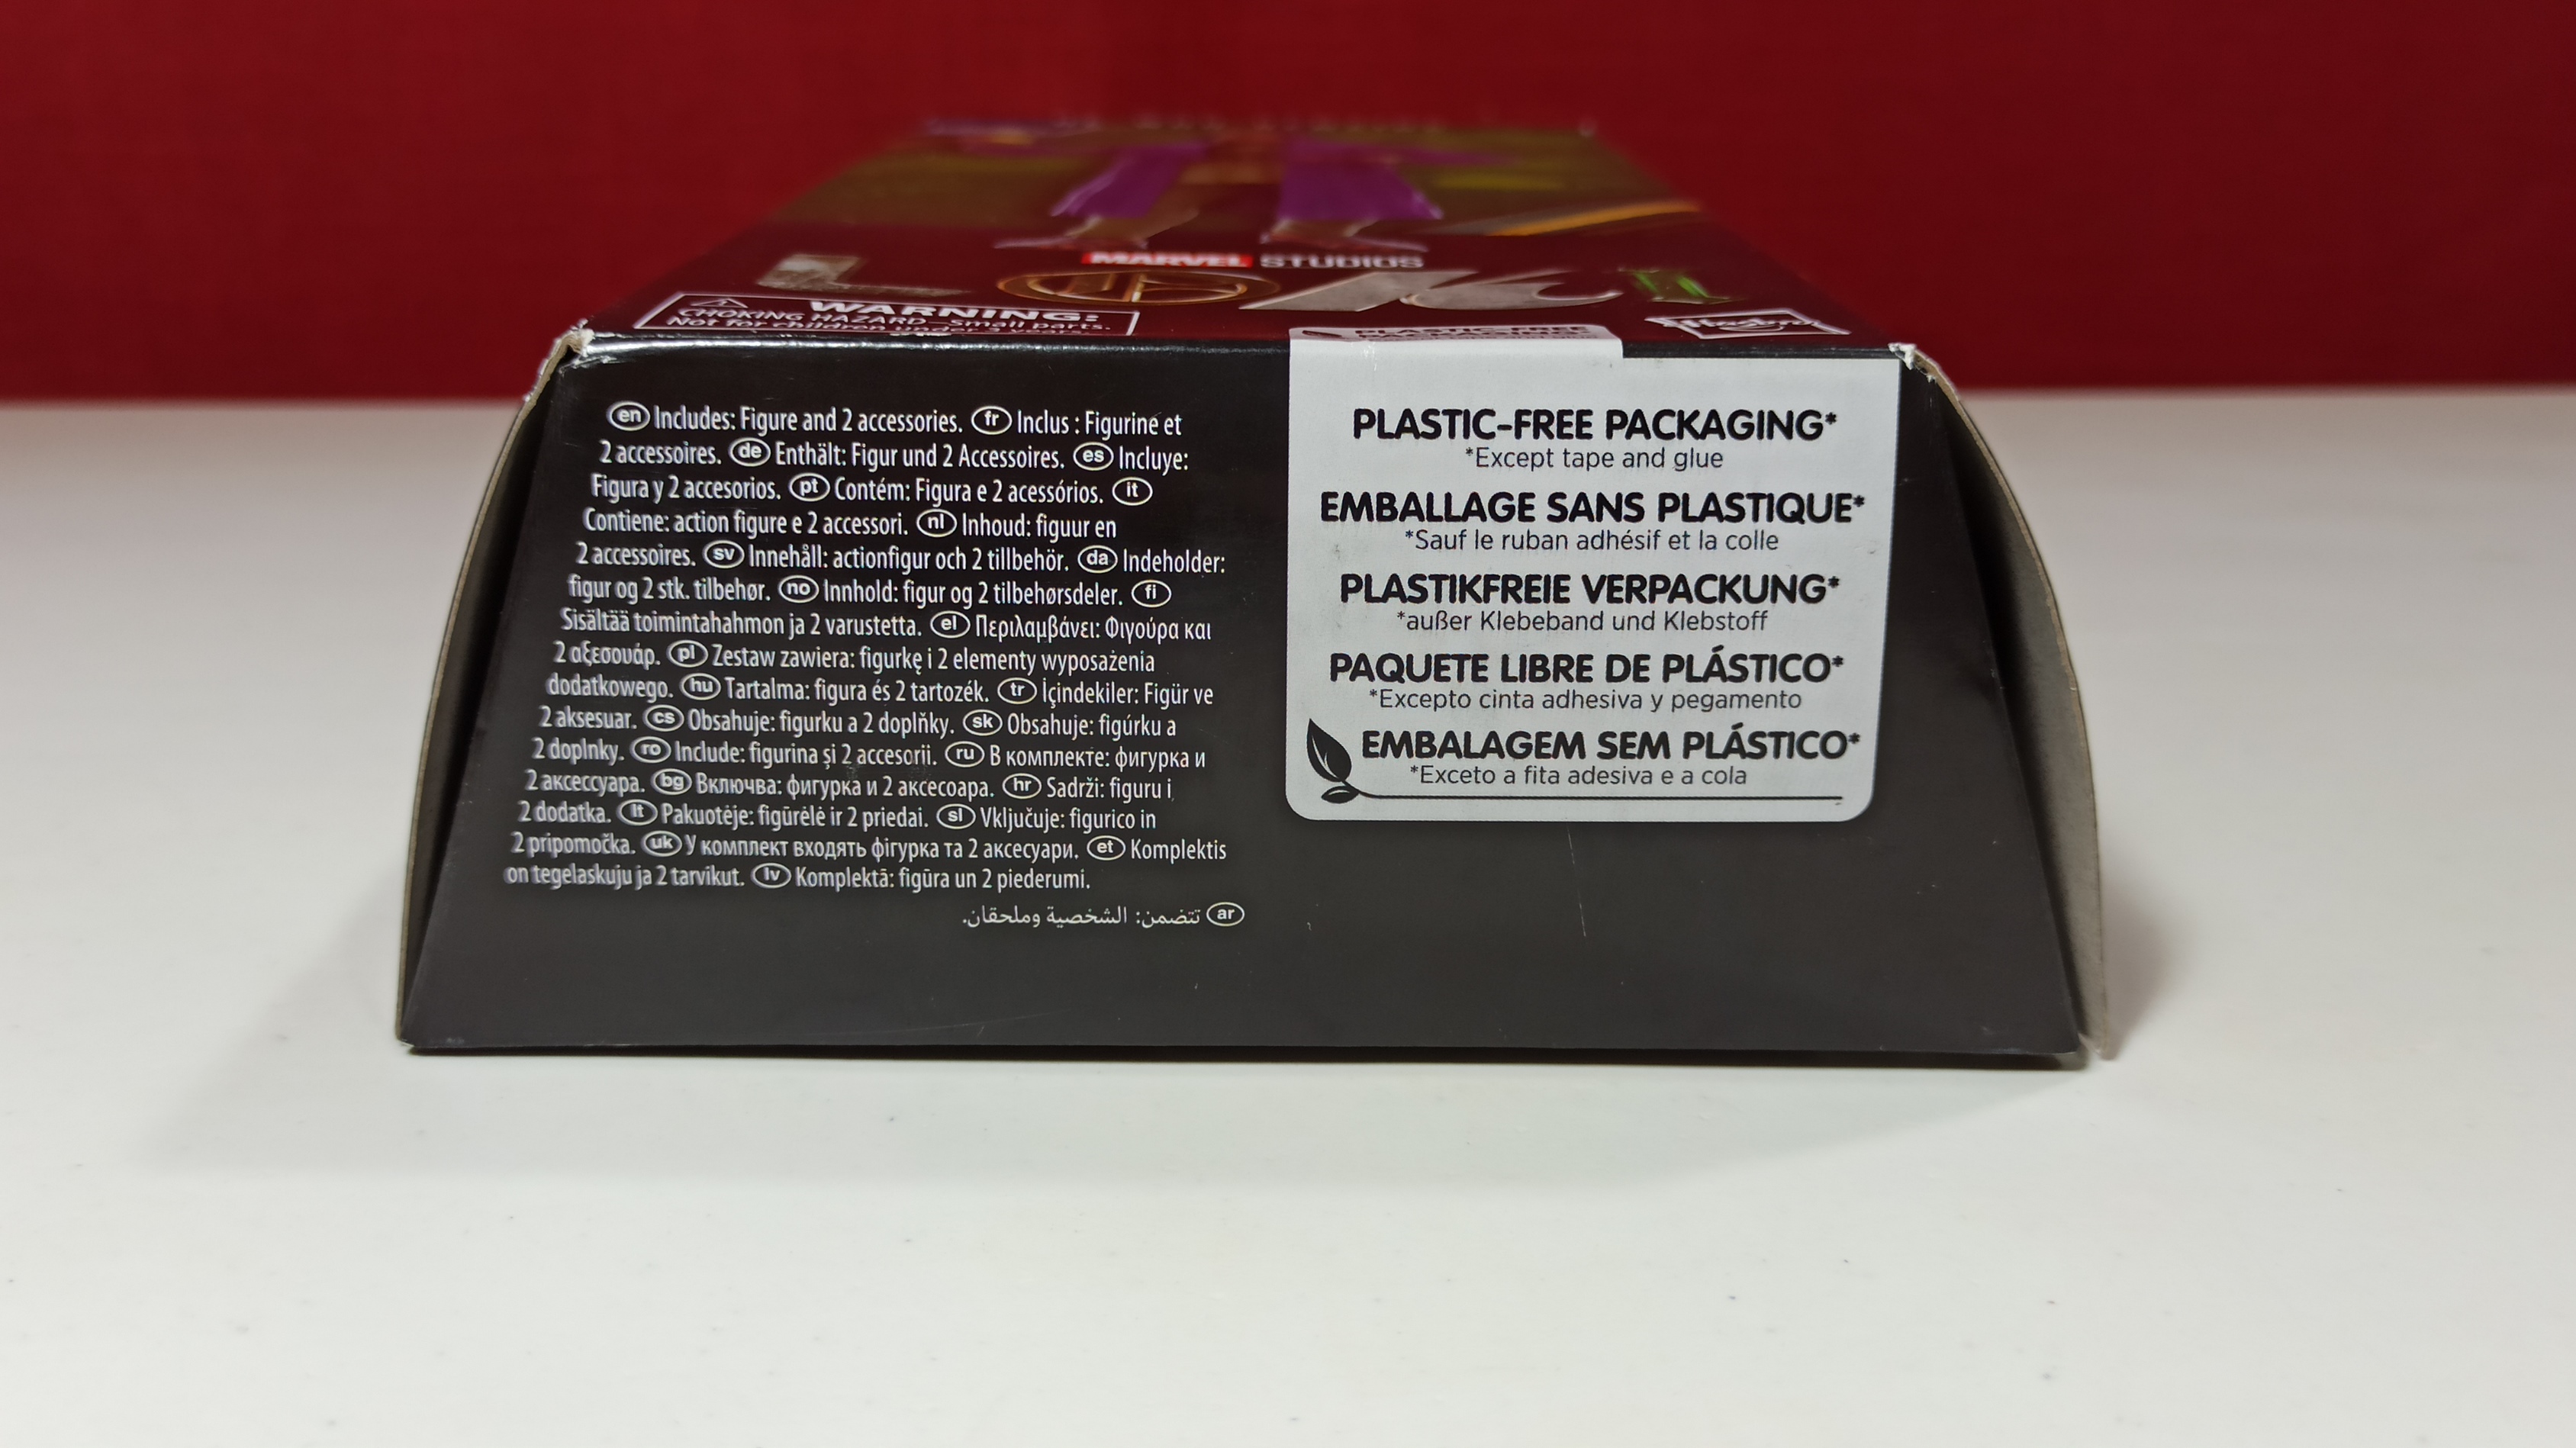 MARVEL STUDIOS
LOKI
WARNING:
CHOKING HAZARD—Small parts.
Not for children under
Hasbro
PLASTIC-FREE
en Includes: Figure and 2 accessories. fr Inclus : Figurine et
2 accessoires. de Enthält: Figur und 2 Accessoires. es Incluye:
Figura y 2 accesorios. pt Contém: Figura e 2 acessórios. it
Contiene: action figure e 2 accessori. nl Inhoud: figuur en
2 accessoires. sv Innehåll: actionfigur och 2 tillbehör. da Indeholder:
figur og 2 stk. tilbehør. no Innhold: figur og 2 tilbehørsdeler. fi
Sisältää toimintahahmon ja 2 varustetta. el Περιλαμβάνει: Φιγούρα και
2 αξεσουάρ. pl Zestaw zawiera: figurkę i 2 elementy wyposażenia
dodatkowego. hu Tartalma: figura és 2 tartozék. tr İçindekiler: Figür ve
2 aksesuar. cs Obsahuje: figurku a 2 doplňky. sk Obsahuje: figúrku a
2 doplnky. ro Include: figurina și 2 accesorii. ru В комплекте: фигурка и
2 аксессуара. bg Включва: фигурка и 2 аксесоара. hr Sadrži: figuru i
2 dodatka. lt Pakuotėje: figūrėlė ir 2 priedai. sl Vključuje: figurico in
2 pripomočka. uk У комплект входять фігурка та 2 аксесуари. et Komplektis
on tegelaskuju ja 2 tarvikut. lv Komplektā: figūra un 2 piederumi.
ar تتضمن: الشخصية وملحقان.
PLASTIC-FREE PACKAGING*
*Except tape and glue
EMBALLAGE SANS PLASTIQUE*
*Sauf le ruban adhésif et la colle
PLASTIKFREIE VERPACKUNG*
*außer Klebeband und Klebstoff
PAQUETE LIBRE DE PLÁSTICO*
*Excepto cinta adhesiva y pegamento
EMBALAGEM SEM PLÁSTICO*
*Exceto a fita adesiva e a cola